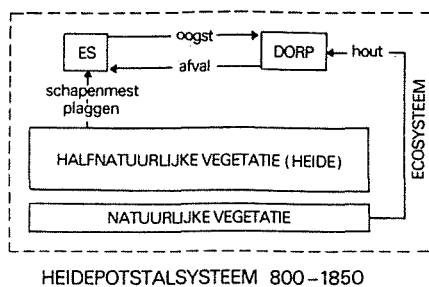 oogst
ES
DORP
hout
afval
schapenmest
plaggen
ECOSYSTEEM
HALFNATUURLIJKE VEGETATIE (HEIDE)
NATUURLIJKE VEGETATIE
HEIDEPOTSTALSYSTEEM 800-1850